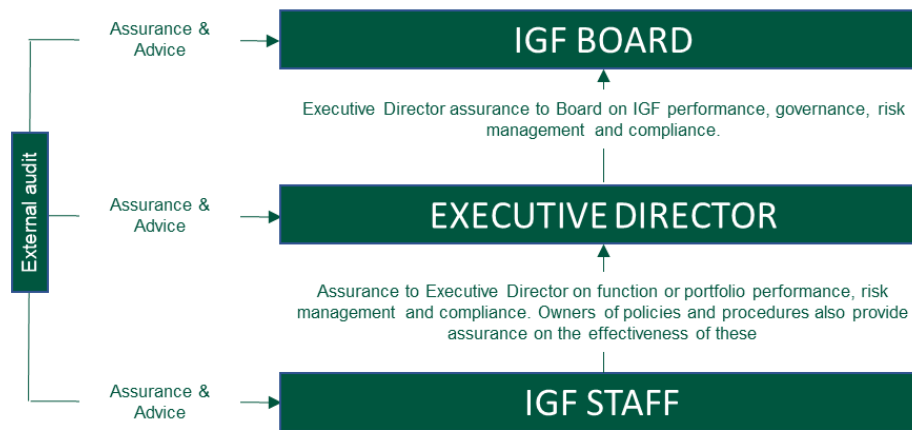 Assurance &
Advice
IGF BOARD
Executive Director assurance to Board on IGF performance, governance, risk
management and compliance.
External audit
Assurance &
Advice
EXECUTIVE DIRECTOR
Assurance to Executive Director on function or portfolio performance, risk
management and compliance. Owners of policies and procedures also provide
assurance on the effectiveness of these
Assurance &
Advice
IGF STAFF